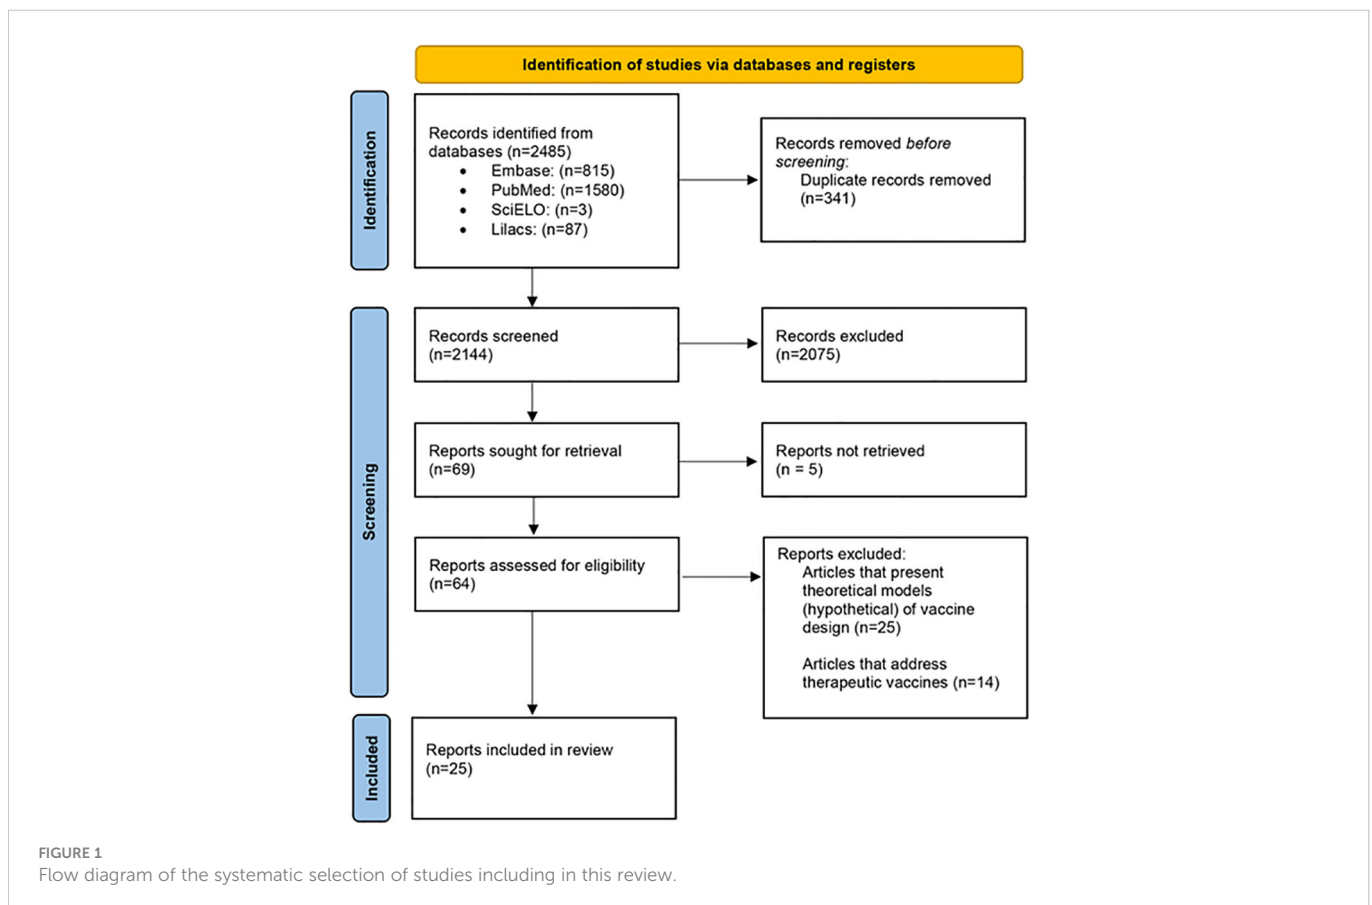 Identification of studies via databases and registers
Identification
Records identified from
databases (n=2485)
• Embase: (n=815)
• PubMed: (n=1580)
• SciELO: (n=3)
• Lilacs: (n=87)
Records removed before
screening:
Duplicate records removed
(n=341)
Screening
Records screened
(n=2144)
Records excluded
(n=2075)
Reports sought for retrieval
(n=69)
Reports not retrieved
(n = 5)
Reports assessed for eligibility
(n=64)
Reports excluded:
Articles that present
theoretical models
(hypothetical) of vaccine
design (n=25)
Articles that address
therapeutic vaccines (n=14)
Included
Reports included in review
(n=25)
FIGURE 1
Flow diagram of the systematic selection of studies including in this review.